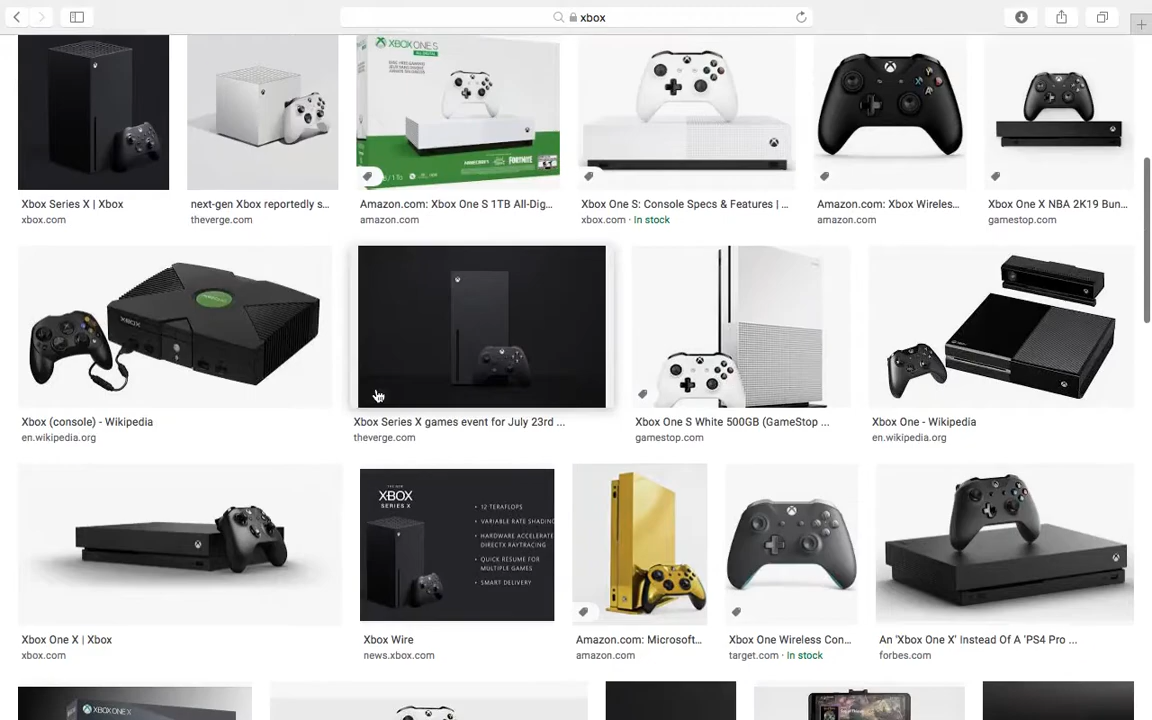 xbox
XBOX ONE S
MINECRAFT
FORTNITE
Xbox Series X | Xbox
xbox.com
next-gen Xbox reportedly s...
theverge.com
Amazon.com: Xbox One S 1TB All-Dig...
amazon.com
Xbox One S: Console Specs & Features | ...
xbox.com · In stock
Amazon.com: Xbox Wireles...
amazon.com
Xbox One X NBA 2K19 Bun...
gamestop.com
XBOX
Xbox (console) - Wikipedia
en.wikipedia.org
Xbox Series X games event for July 23rd ...
theverge.com
Xbox One S White 500GB (GameStop ...
gamestop.com
Xbox One - Wikipedia
en.wikipedia.org
XBOX
SERIES X
• 12 TERAFLOPS
• VARIABLE RATE SHADING
• HARDWARE ACCELERATE
DIRECTX RAYTRACING
• QUICK RESUME FOR
MULTIPLE GAMES
• SMART DELIVERY
Xbox One X | Xbox
xbox.com
Xbox Wire
news.xbox.com
Amazon.com: Microsoft...
amazon.com
Xbox One Wireless Con...
target.com · In stock
An 'Xbox One X' Instead Of A 'PS4 Pro ...
forbes.com
XBOX ONE X